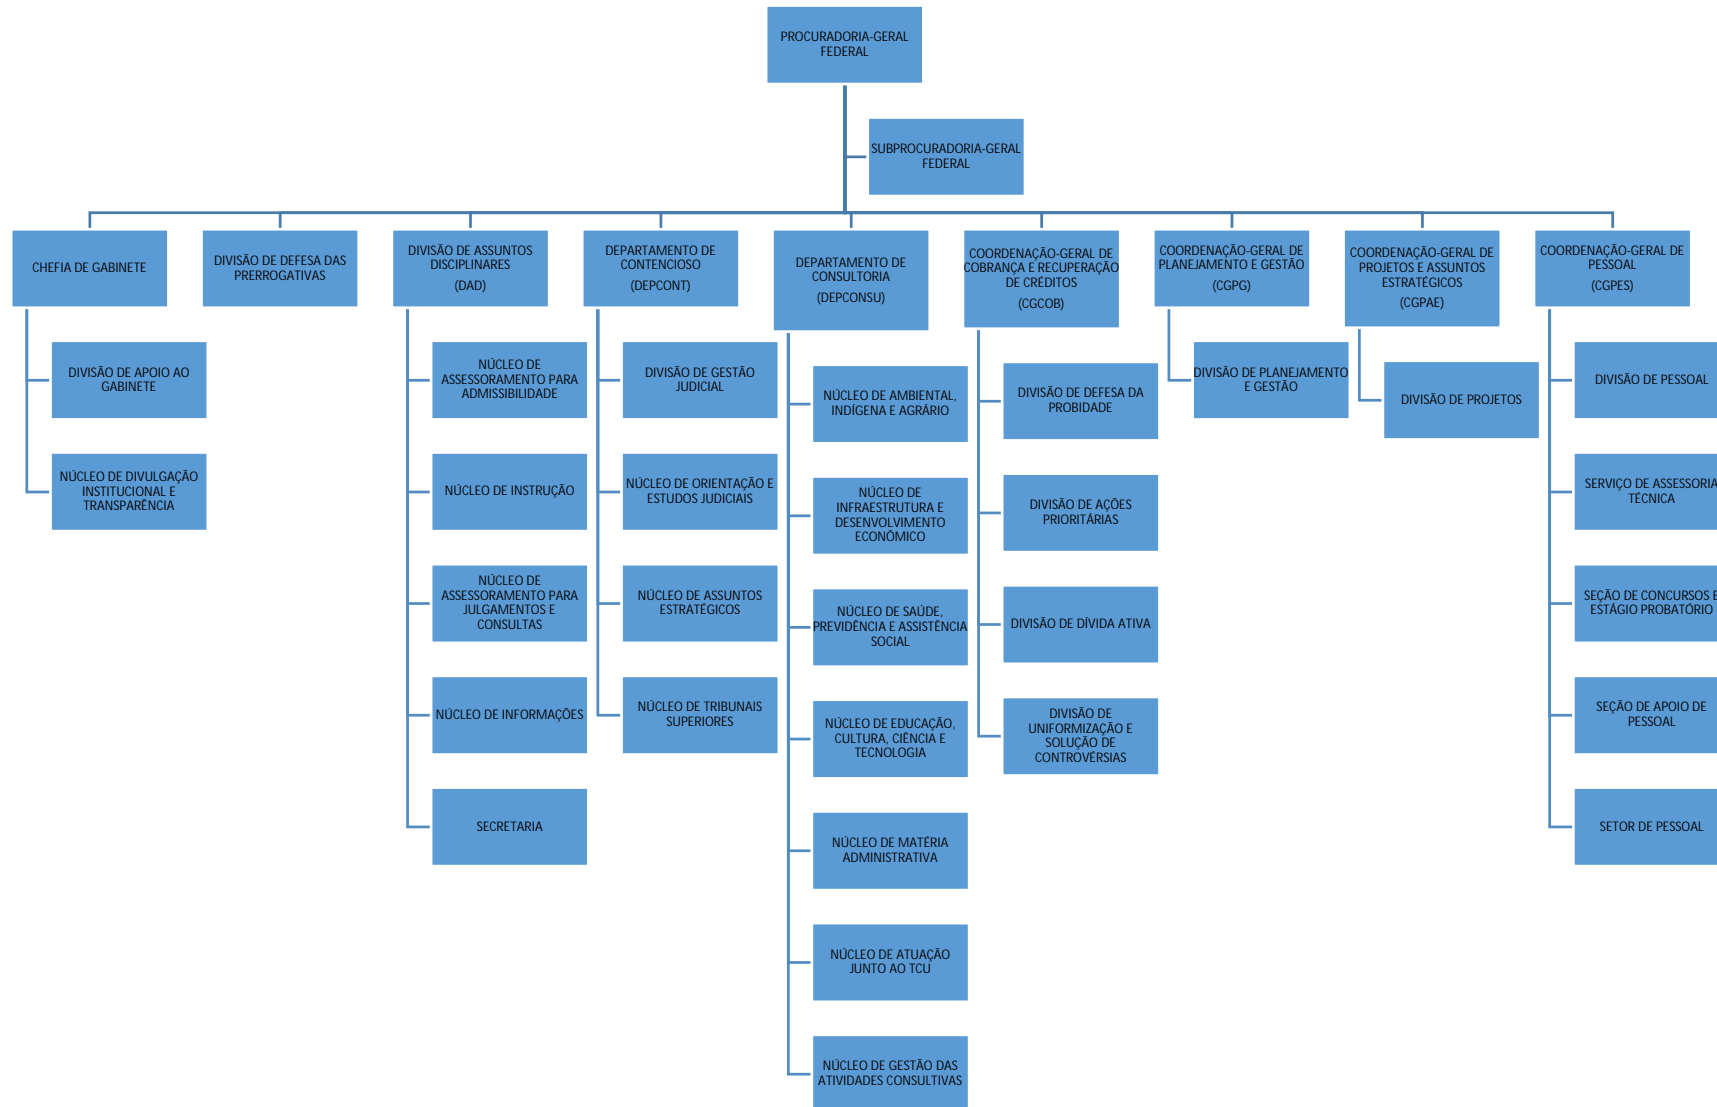 PROCURADORIA-GERAL
FEDERAL
SUBPROCURADORIA-GERAL
FEDERAL
CHEFIA DE GABINETE
DIVISÃO DE APOIO AO
GABINETE
NÚCLEO DE DIVULGAÇÃO
INSTITUCIONAL E
TRANSPARÊNCIA
DIVISÃO DE DEFESA DAS
PRERROGATIVAS
DIVISÃO DE ASSUNTOS
DISCIPLINARES
(DAD)
NÚCLEO DE
ASSESSORAMENTO PARA
ADMISSIBILIDADE
NÚCLEO DE INSTRUÇÃO
NÚCLEO DE
ASSESSORAMENTO PARA
JULGAMENTOS E
CONSULTAS
NÚCLEO DE INFORMAÇÕES
SECRETARIA
DEPARTAMENTO DE
CONTENCIOSO
(DEPCONT)
DIVISÃO DE GESTÃO
JUDICIAL
NÚCLEO DE ORIENTAÇÃO E
ESTUDOS JUDICIAIS
NÚCLEO DE ASSUNTOS
ESTRATÉGICOS
NÚCLEO DE TRIBUNAIS
SUPERIORES
DEPARTAMENTO DE
CONSULTORIA
(DEPCONSU)
NÚCLEO DE AMBIENTAL,
INDÍGENA E AGRÁRIO
NÚCLEO DE
INFRAESTRUTURA E
DESENVOLVIMENTO
ECONÔMICO
NÚCLEO DE SAÚDE,
PREVIDÊNCIA E ASSISTÊNCIA
SOCIAL
NÚCLEO DE EDUCAÇÃO,
CULTURA, CIÊNCIA E
TECNOLOGIA
NÚCLEO DE MATÉRIA
ADMINISTRATIVA
NÚCLEO DE ATUAÇÃO
JUNTO AO TCU
NÚCLEO DE GESTÃO DAS
ATIVIDADES CONSULTIVAS
COORDENAÇÃO-GERAL DE
COBRANÇA E RECUPERAÇÃO
DE CRÉDITOS
(CGCOB)
DIVISÃO DE DEFESA DA
PROBIDADE
DIVISÃO DE AÇÕES
PRIORITÁRIAS
DIVISÃO DE DÍVIDA ATIVA
DIVISÃO DE
UNIFORMIZAÇÃO E
SOLUÇÃO DE
CONTROVÉRSIAS
COORDENAÇÃO-GERAL DE
PLANEJAMENTO E GESTÃO
(CGPG)
DIVISÃO DE PLANEJAMENTO
E GESTÃO
COORDENAÇÃO-GERAL DE
PROJETOS E ASSUNTOS
ESTRATÉGICOS
(CGPAE)
DIVISÃO DE PROJETOS
COORDENAÇÃO-GERAL DE
PESSOAL
(CGPES)
DIVISÃO DE PESSOAL
SERVIÇO DE ASSESSORIA
TÉCNICA
SEÇÃO DE CONCURSOS E
ESTÁGIO PROBATÓRIO
SEÇÃO DE APOIO DE
PESSOAL
SETOR DE PESSOAL